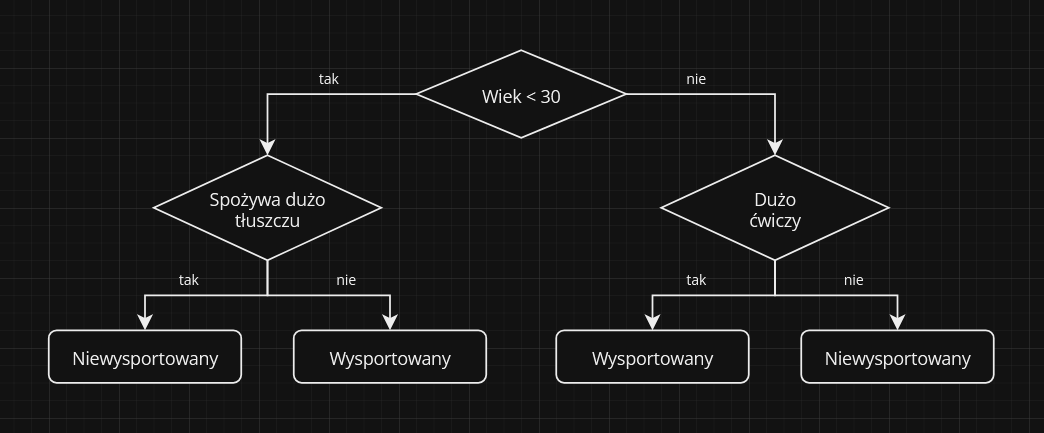 tak
nie
Wiek < 30
Spożywa dużo
tłuszczu
Dużo
ćwiczy
tak
nie
tak
nie
Niewysportowany
Wysportowany
Wysportowany
Niewysportowany